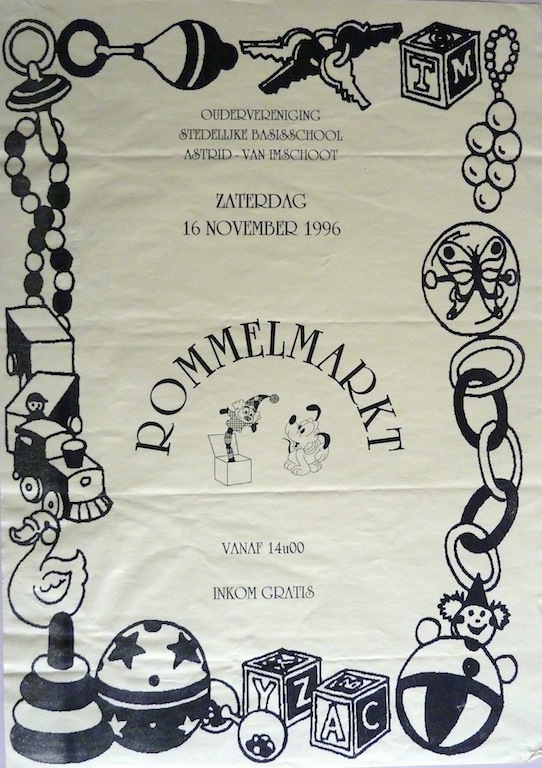 T M
OUDERVERENIGING
STEDELIJKE BASISSCHOOL
ASTRID - VAN IMSCHOOT
ZATERDAG
16 NOVEMBER 1996
ROMMELMARKT
VANAF 14u00
INKOM GRATIS
Y Z
A C